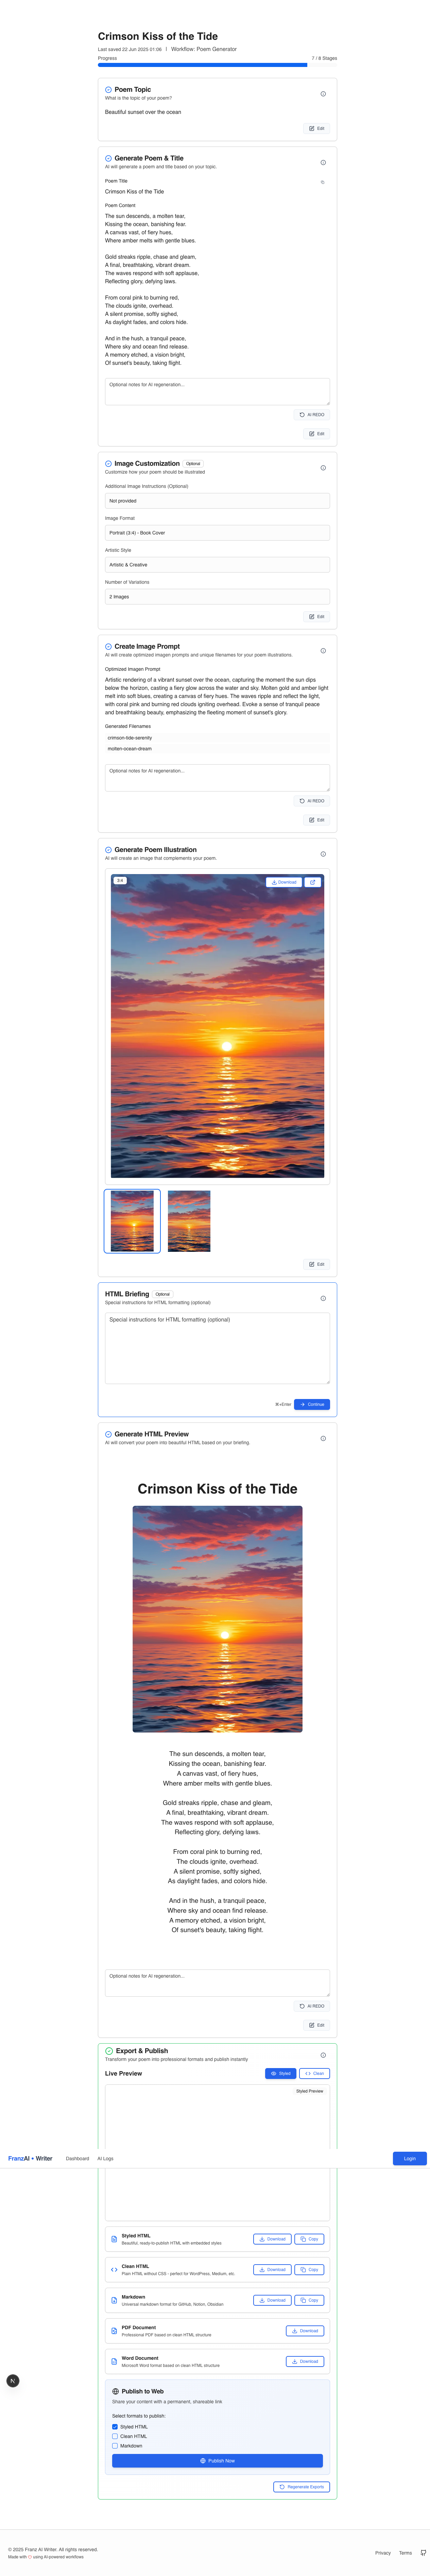 Crimson Kiss of the Tide
Last saved 22 Jun 2025 01:06 | Workflow: Poem Generator
Progress 7 / 8 Stages
Poem Topic
What is the topic of your poem?
Beautiful sunset over the ocean
Edit
Generate Poem & Title
AI will generate a poem and title based on your topic.
Poem Title
Crimson Kiss of the Tide
Poem Content
The sun descends, a molten tear,
Kissing the ocean, banishing fear.
A canvas vast, of fiery hues,
Where amber melts with gentle blues.
Gold streaks ripple, chase and gleam,
A final, breathtaking, vibrant dream.
The waves respond with soft applause,
Reflecting glory, defying laws.
From coral pink to burning red,
The clouds ignite, overhead.
A silent promise, softly sighed,
As daylight fades, and colors hide.
And in the hush, a tranquil peace,
Where sky and ocean find release.
A memory etched, a vision bright,
Of sunset's beauty, taking flight.
Optional notes for AI regeneration...
AI REDO
Edit
Image Customization Optional
Customize how your poem should be illustrated
Additional Image Instructions (Optional)
Not provided
Image Format
Portrait (3:4) - Book Cover
Artistic Style
Artistic & Creative
Number of Variations
2 Images
Edit
Create Image Prompt
AI will create optimized imagen prompts and unique filenames for your poem illustrations.
Optimized Imagen Prompt
Artistic rendering of a vibrant sunset over the ocean, capturing the moment the sun dips
below the horizon, casting a fiery glow across the water and sky. Molten gold and amber light
melt into soft blues, creating a canvas of fiery hues. The waves ripple and reflect the light,
with coral pink and burning red clouds igniting overhead. Evoke a sense of tranquil peace
and breathtaking beauty, emphasizing the fleeting moment of sunset's glory.
Generated Filenames
crimson-tide-serenity
molten-ocean-dream
Optional notes for AI regeneration...
AI REDO
Edit
Generate Poem Illustration
AI will create an image that complements your poem.
3:4 Download
Edit
HTML Briefing Optional
Special instructions for HTML formatting (optional)
Special instructions for HTML formatting (optional)
⌘+Enter Continue
Generate HTML Preview
AI will convert your poem into beautiful HTML based on your briefing.
Crimson Kiss of the Tide
The sun descends, a molten tear,
Kissing the ocean, banishing fear.
A canvas vast, of fiery hues,
Where amber melts with gentle blues.
Gold streaks ripple, chase and gleam,
A final, breathtaking, vibrant dream.
The waves respond with soft applause,
Reflecting glory, defying laws.
From coral pink to burning red,
The clouds ignite, overhead.
A silent promise, softly sighed,
As daylight fades, and colors hide.
And in the hush, a tranquil peace,
Where sky and ocean find release.
A memory etched, a vision bright,
Of sunset's beauty, taking flight.
Optional notes for AI regeneration...
AI REDO
Edit
Export & Publish
Transform your poem into professional formats and publish instantly
Live Preview Styled Clean
Styled Preview
FranzAI • Writer Dashboard AI Logs Login
Styled HTML
Beautiful, ready-to-publish HTML with embedded styles
Download Copy
Clean HTML
Plain HTML without CSS - perfect for WordPress, Medium, etc.
Download Copy
Markdown
Universal markdown format for GitHub, Notion, Obsidian
Download Copy
PDF Document
Professional PDF based on clean HTML structure
Download
Word Document
Microsoft Word format based on clean HTML structure
Download
N
Publish to Web
Share your content with a permanent, shareable link
Select formats to publish:
Styled HTML
Clean HTML
Markdown
Publish Now
Regenerate Exports
© 2025 Franz AI Writer. All rights reserved.
Made with using AI-powered workflows
Privacy Terms